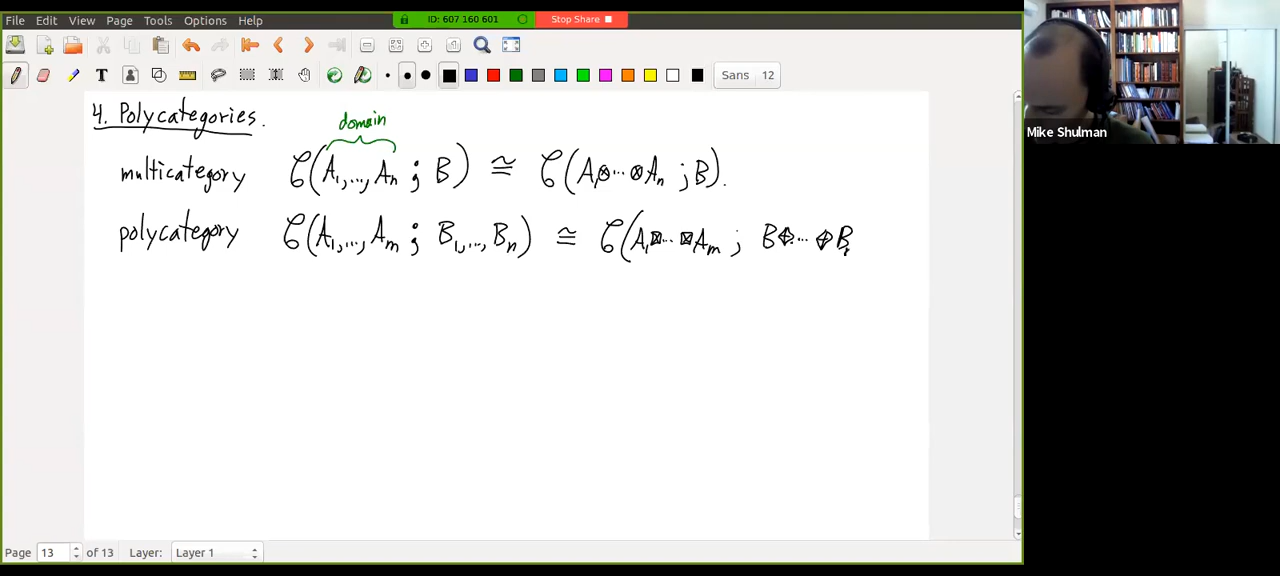 File Edit View Page Tools Options Help
ID: 607 160 601
Stop Share
Sans 12
4. Polycategories.
domain
multicategory 𝒞(A₁,…,Aₙ ; B) ≅ 𝒞(A₁⊗⋯⊗Aₙ ; B).
polycategory 𝒞(A₁,…,Aₘ ; B₁,…,Bₙ) ≅ 𝒞(A₁⊠⋯⊠Aₘ ; B⟐⋯⟐B
Mike Shulman
Page 13 of 13 Layer: Layer 1